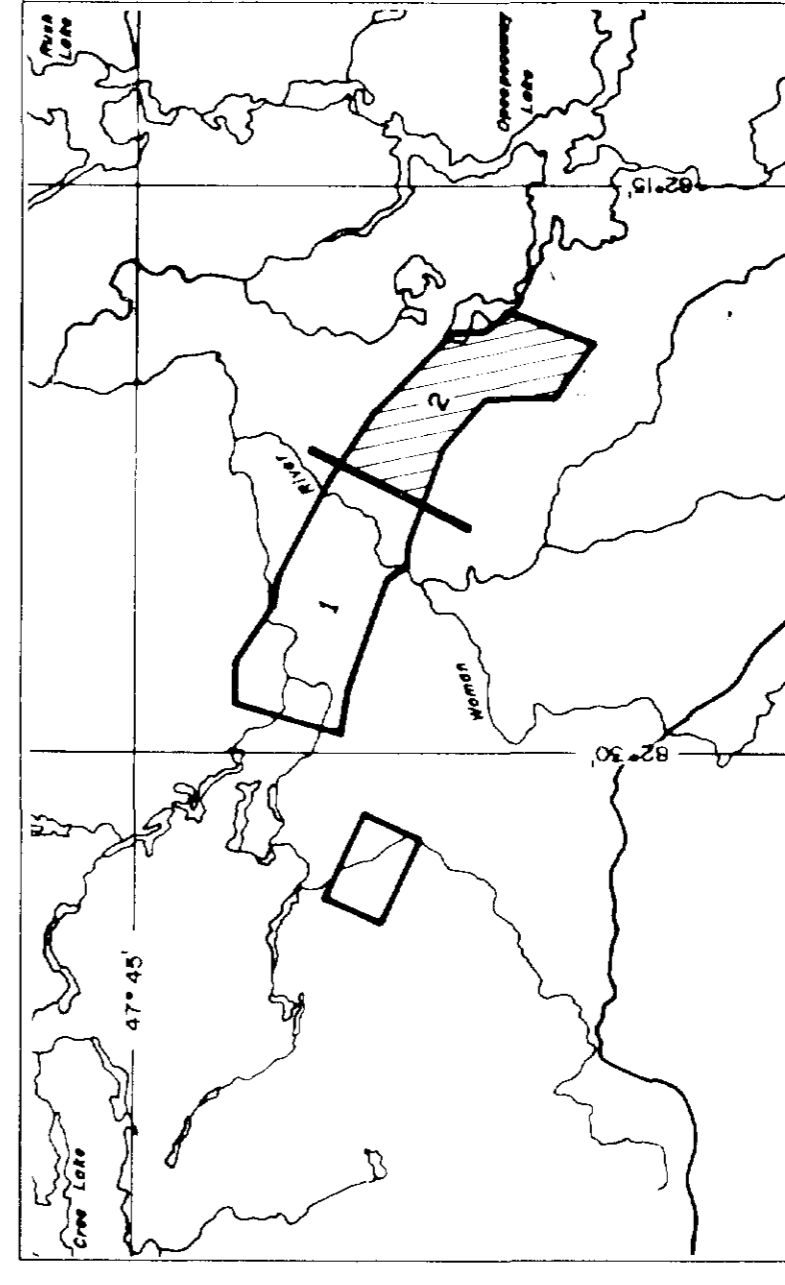 Rush
Lake
Opeepeesway
Lake
82°15'
2
River
1
Woman
82°30'
47° 45'
Cree Lake